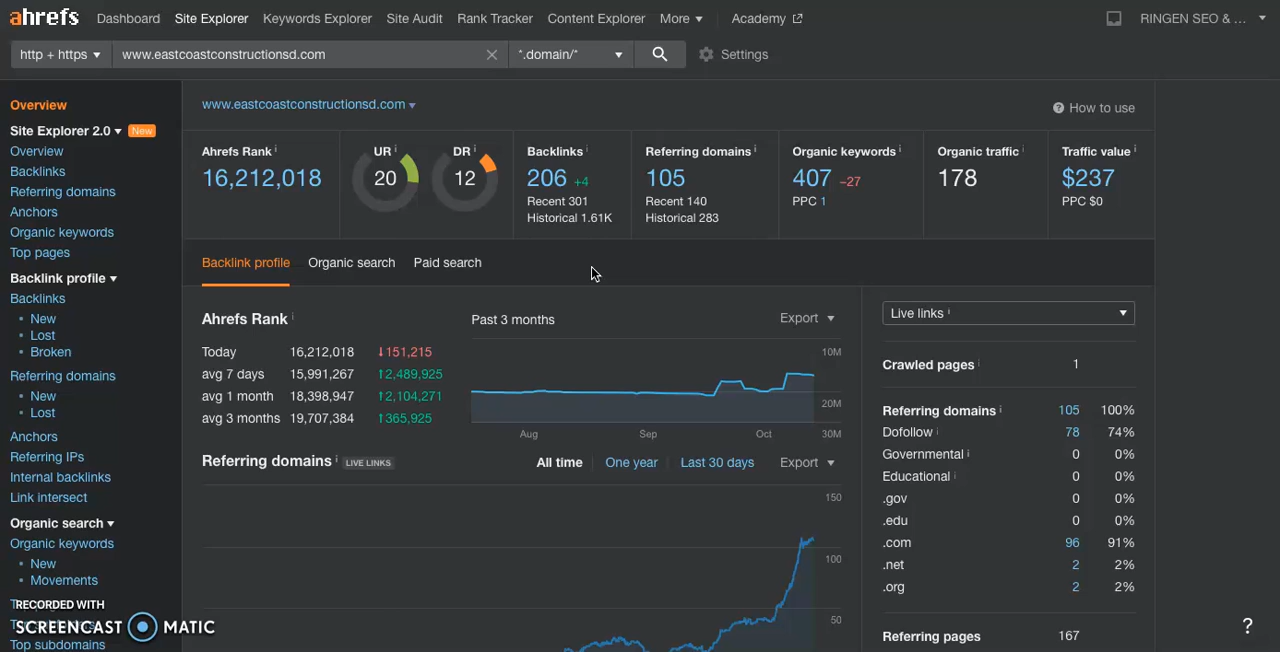 ahrefs Dashboard Site Explorer Keywords Explorer Site Audit Rank Tracker Content Explorer More Academy RINGEN SEO & ...
http + https www.eastcoastconstructionsd.com *.domain/* Settings
Overview
Site Explorer 2.0 New
Overview
Backlinks
Referring domains
Anchors
Organic keywords
Top pages
Backlink profile
Backlinks
New
Lost
Broken
Referring domains
New
Lost
Anchors
Referring IPs
Internal backlinks
Link intersect
Organic search
Organic keywords
New
Movements
RECORDED WITH
SCREENCAST MATIC
Top subdomains
www.eastcoastconstructionsd.com
How to use
Ahrefs Rank
16,212,018
UR
20
DR
12
Backlinks
206 +4
Recent 301
Historical 1.61K
Referring domains
105
Recent 140
Historical 283
Organic keywords
407 -27
PPC 1
Organic traffic
178
Traffic value
$237
PPC $0
Backlink profile Organic search Paid search
Ahrefs Rank
Today 16,212,018 ↓151,215
avg 7 days 15,991,267 ↑2,489,925
avg 1 month 18,398,947 ↑2,104,271
avg 3 months 19,707,384 ↑365,925
Past 3 months Export
10M
20M
30M
Aug Sep Oct
Referring domains LIVE LINKS All time One year Last 30 days Export
150
100
50
Live links
Crawled pages 1
Referring domains 105 100%
Dofollow 78 74%
Governmental 0 0%
Educational 0 0%
.gov 0 0%
.edu 0 0%
.com 96 91%
.net 2 2%
.org 2 2%
Referring pages 167
?